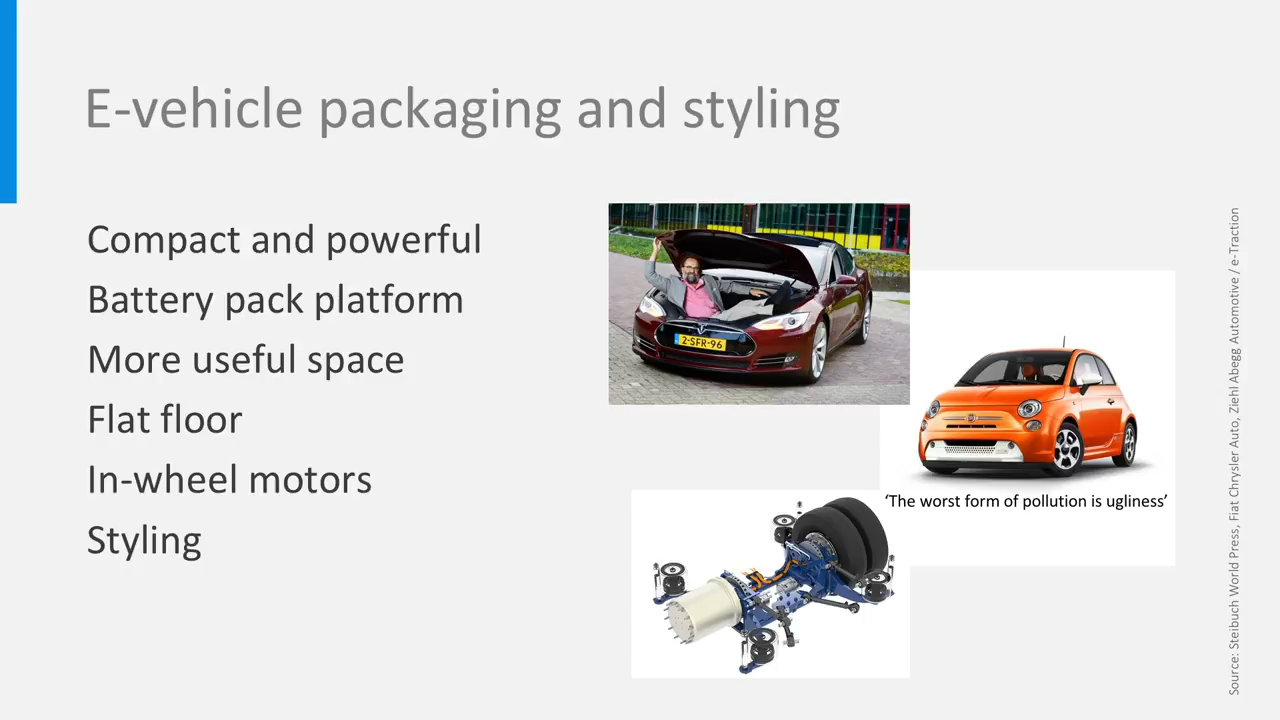 E-vehicle packaging and styling
Compact and powerful
Battery pack platform
More useful space
Flat floor
In-wheel motors
Styling
2-SFR-96
‘The worst form of pollution is ugliness’
Source: Steibuch World Press, Fiat Chrysler Auto, Ziehl Abegg Automotive / e-Traction